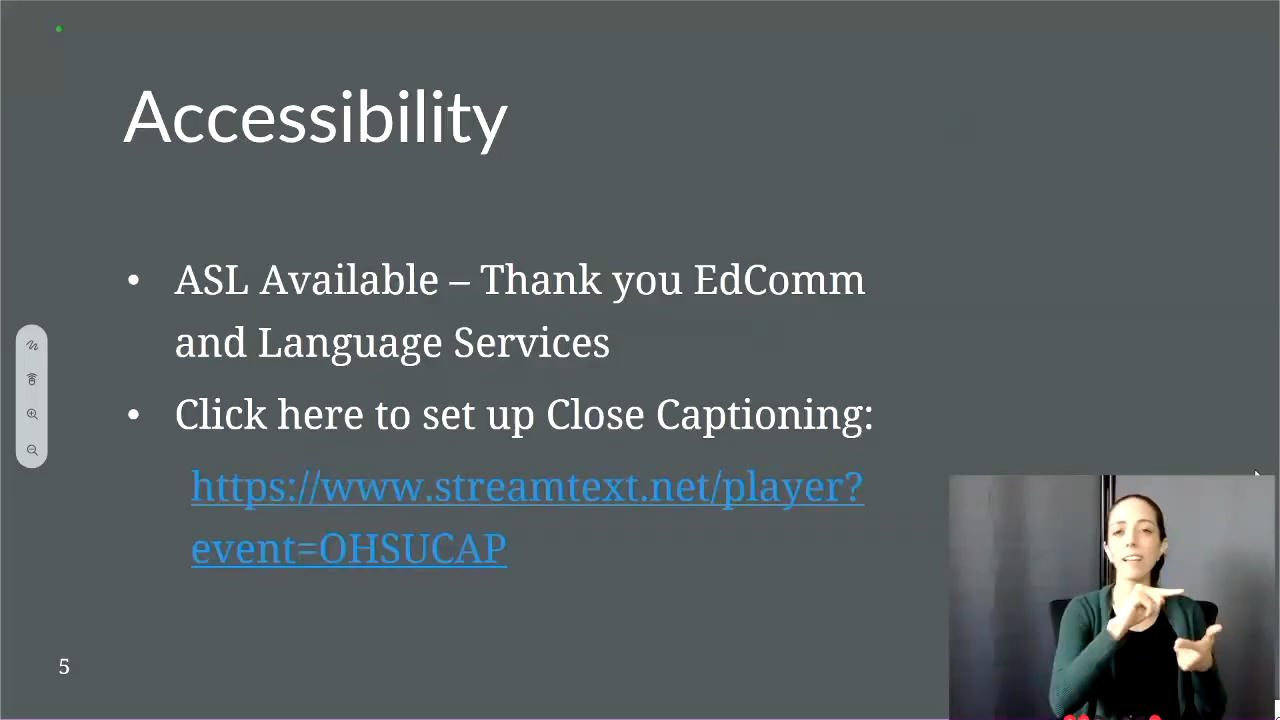 Accessibility
• ASL Available – Thank you EdComm
and Language Services
• Click here to set up Close Captioning:
https://www.streamtext.net/player?
event=OHSUCAP
5